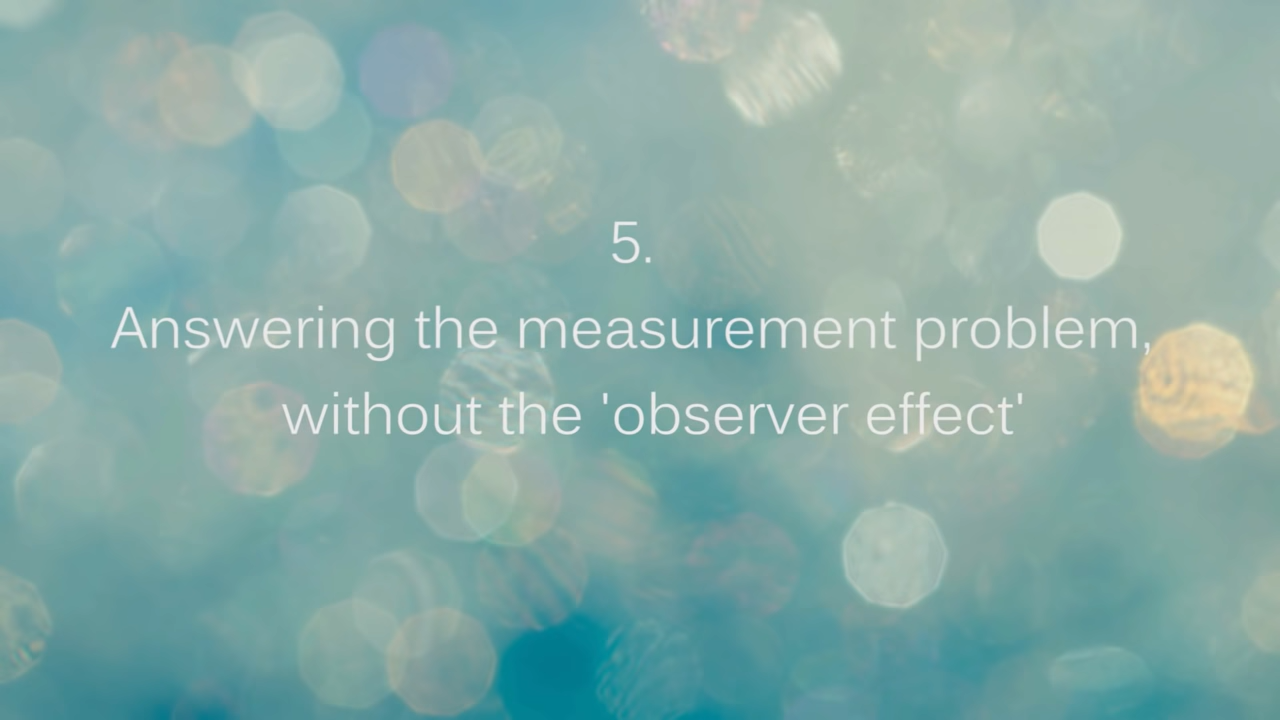 5.
Answering the measurement problem,
without the 'observer effect'